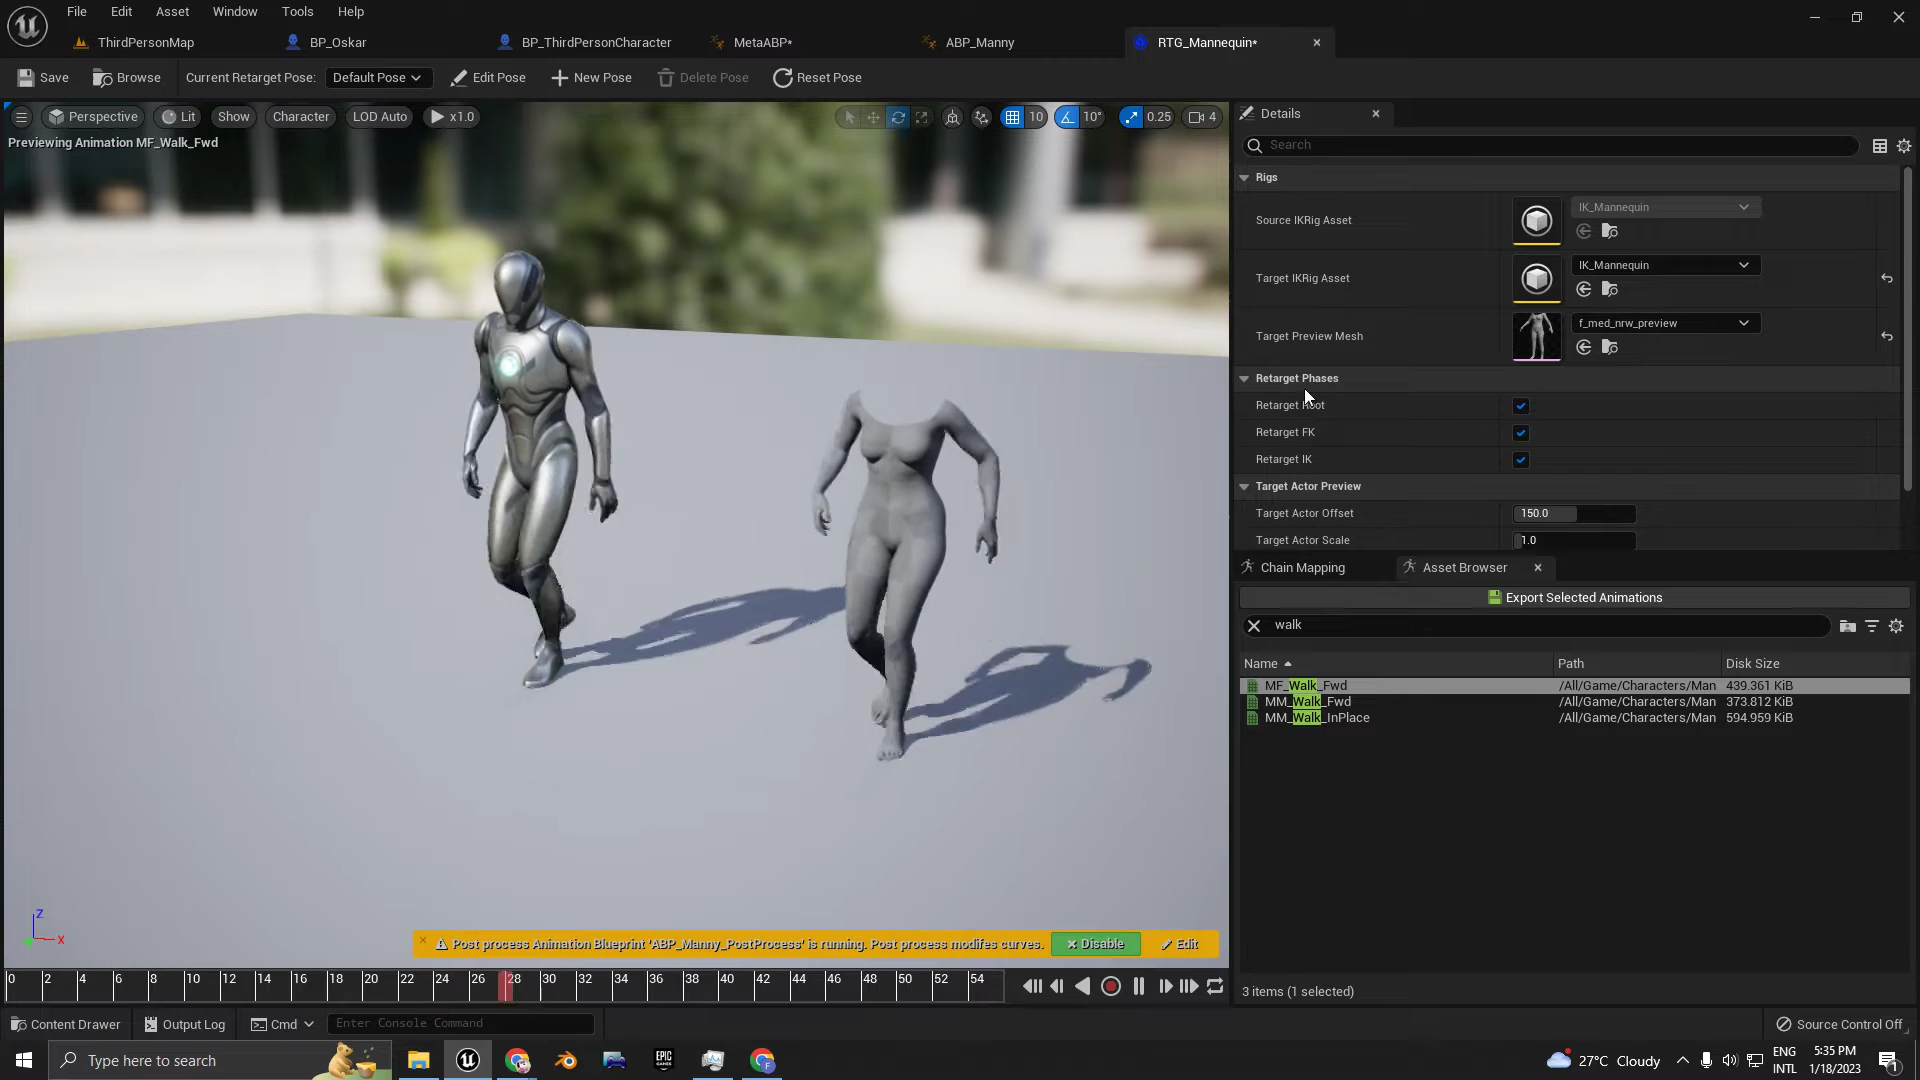 File Edit Asset Window Tools Help
ThirdPersonMap BP_Oskar BP_ThirdPersonCharacter MetaABP* ABP_Manny RTG_Mannequin*
Save Browse Current Retarget Pose: Default Pose Edit Pose New Pose Delete Pose Reset Pose
Perspective Lit Show Character LOD Auto x1.0 10 10° 0.25 4
Previewing Animation MF_Walk_Fwd
Details
Search
Rigs
Source IKRig Asset IK_Mannequin
Target IKRig Asset IK_Mannequin
Target Preview Mesh f_med_nrw_preview
Retarget Phases
Retarget Root
Retarget FK
Retarget IK
Target Actor Preview
Target Actor Offset 150.0
Target Actor Scale 1.0
Chain Mapping Asset Browser
Export Selected Animations
walk
Name Path Disk Size
MF_Walk_Fwd /All/Game/Characters/Man 439.361 KiB
MM_Walk_Fwd /All/Game/Characters/Man 373.812 KiB
MM_Walk_InPlace /All/Game/Characters/Man 594.959 KiB
3 items (1 selected)
Z
X
Post process Animation Blueprint 'ABP_Manny_PostProcess' is running. Post process modifes curves. Disable Edit
0 2 4 6 8 10 12 14 16 18 20 22 24 26 28 30 32 34 36 38 40 42 44 46 48 50 52 54
Content Drawer Output Log Cmd Enter Console Command Source Control Off
Type here to search EPIC GAMES 27°C Cloudy ENG INTL 5:35 PM 1/18/2023 1